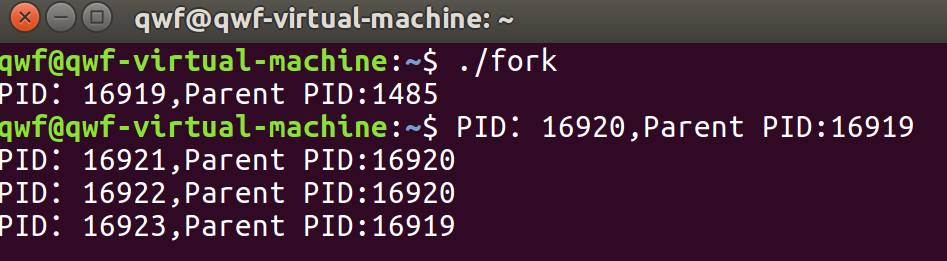 qwf@qwf-virtual-machine: ~
qwf@qwf-virtual-machine:~$ ./fork
PID：16919,Parent PID:1485
qwf@qwf-virtual-machine:~$ PID：16920,Parent PID:16919
PID：16921,Parent PID:16920
PID：16922,Parent PID:16920
PID：16923,Parent PID:16919